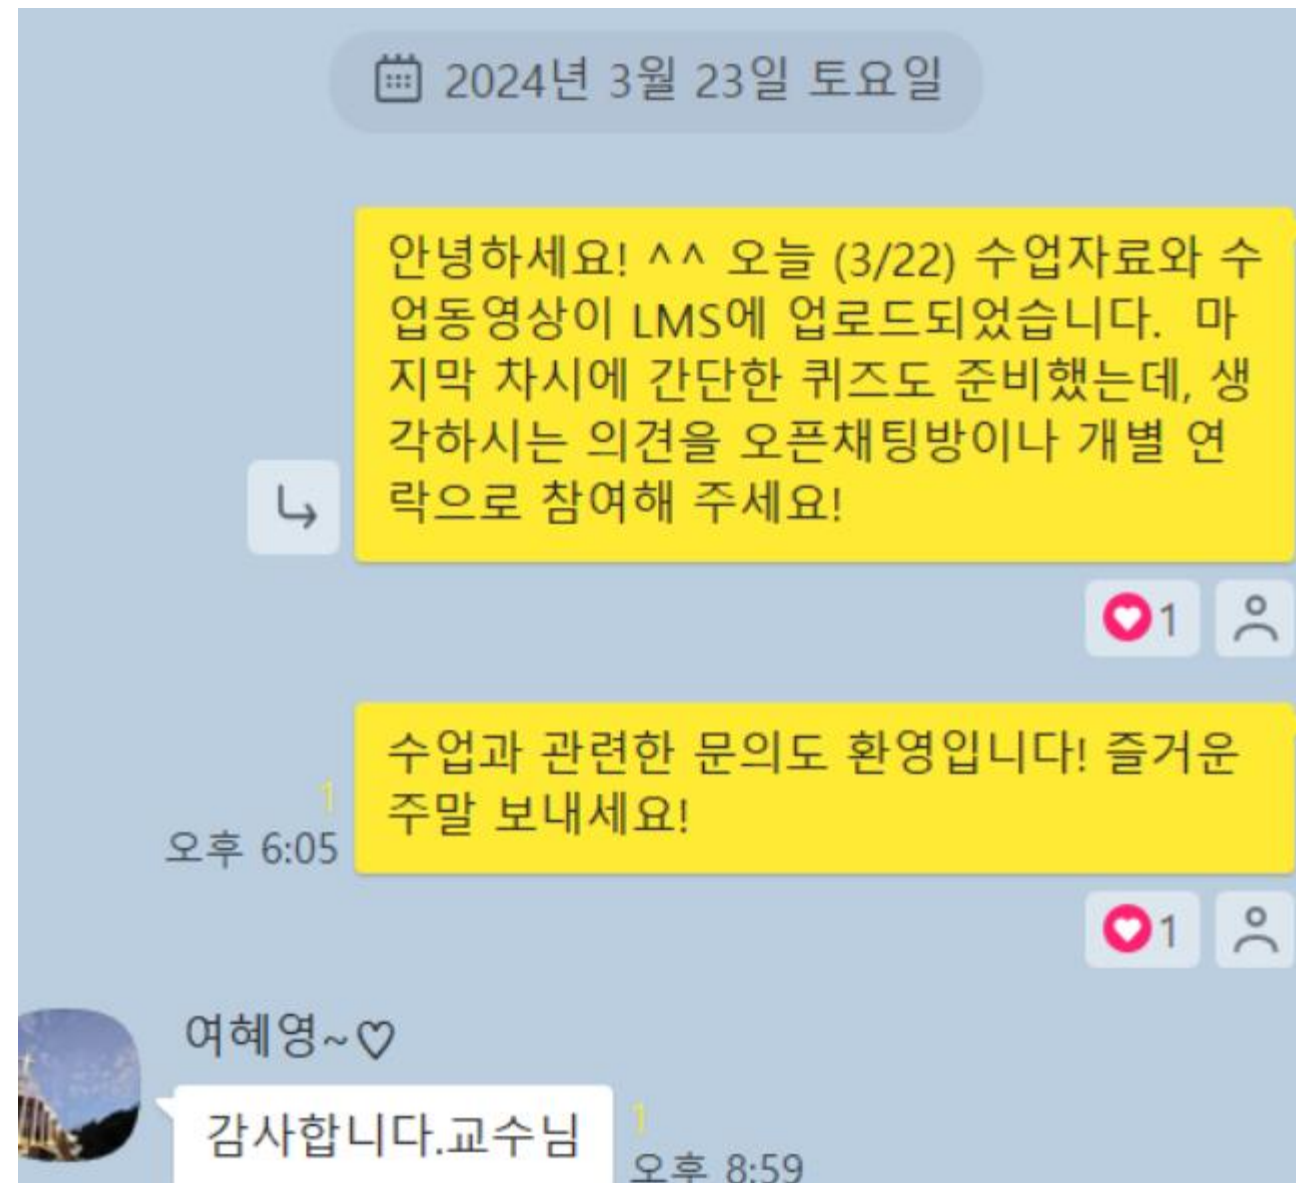 2024년 3월 23일 토요일
안녕하세요! ^^ 오늘 (3/22) 수업자료와 수
업동영상이 LMS에 업로드되었습니다.  마
지막 차시에 간단한 퀴즈도 준비했는데, 생
각하시는 의견을 오픈채팅방이나 개별 연
락으로 참여해 주세요!
1
수업과 관련한 문의도 환영입니다! 즐거운
주말 보내세요!
1
오후 6:05
1
여혜영~♡
감사합니다.교수님
1
오후 8:59